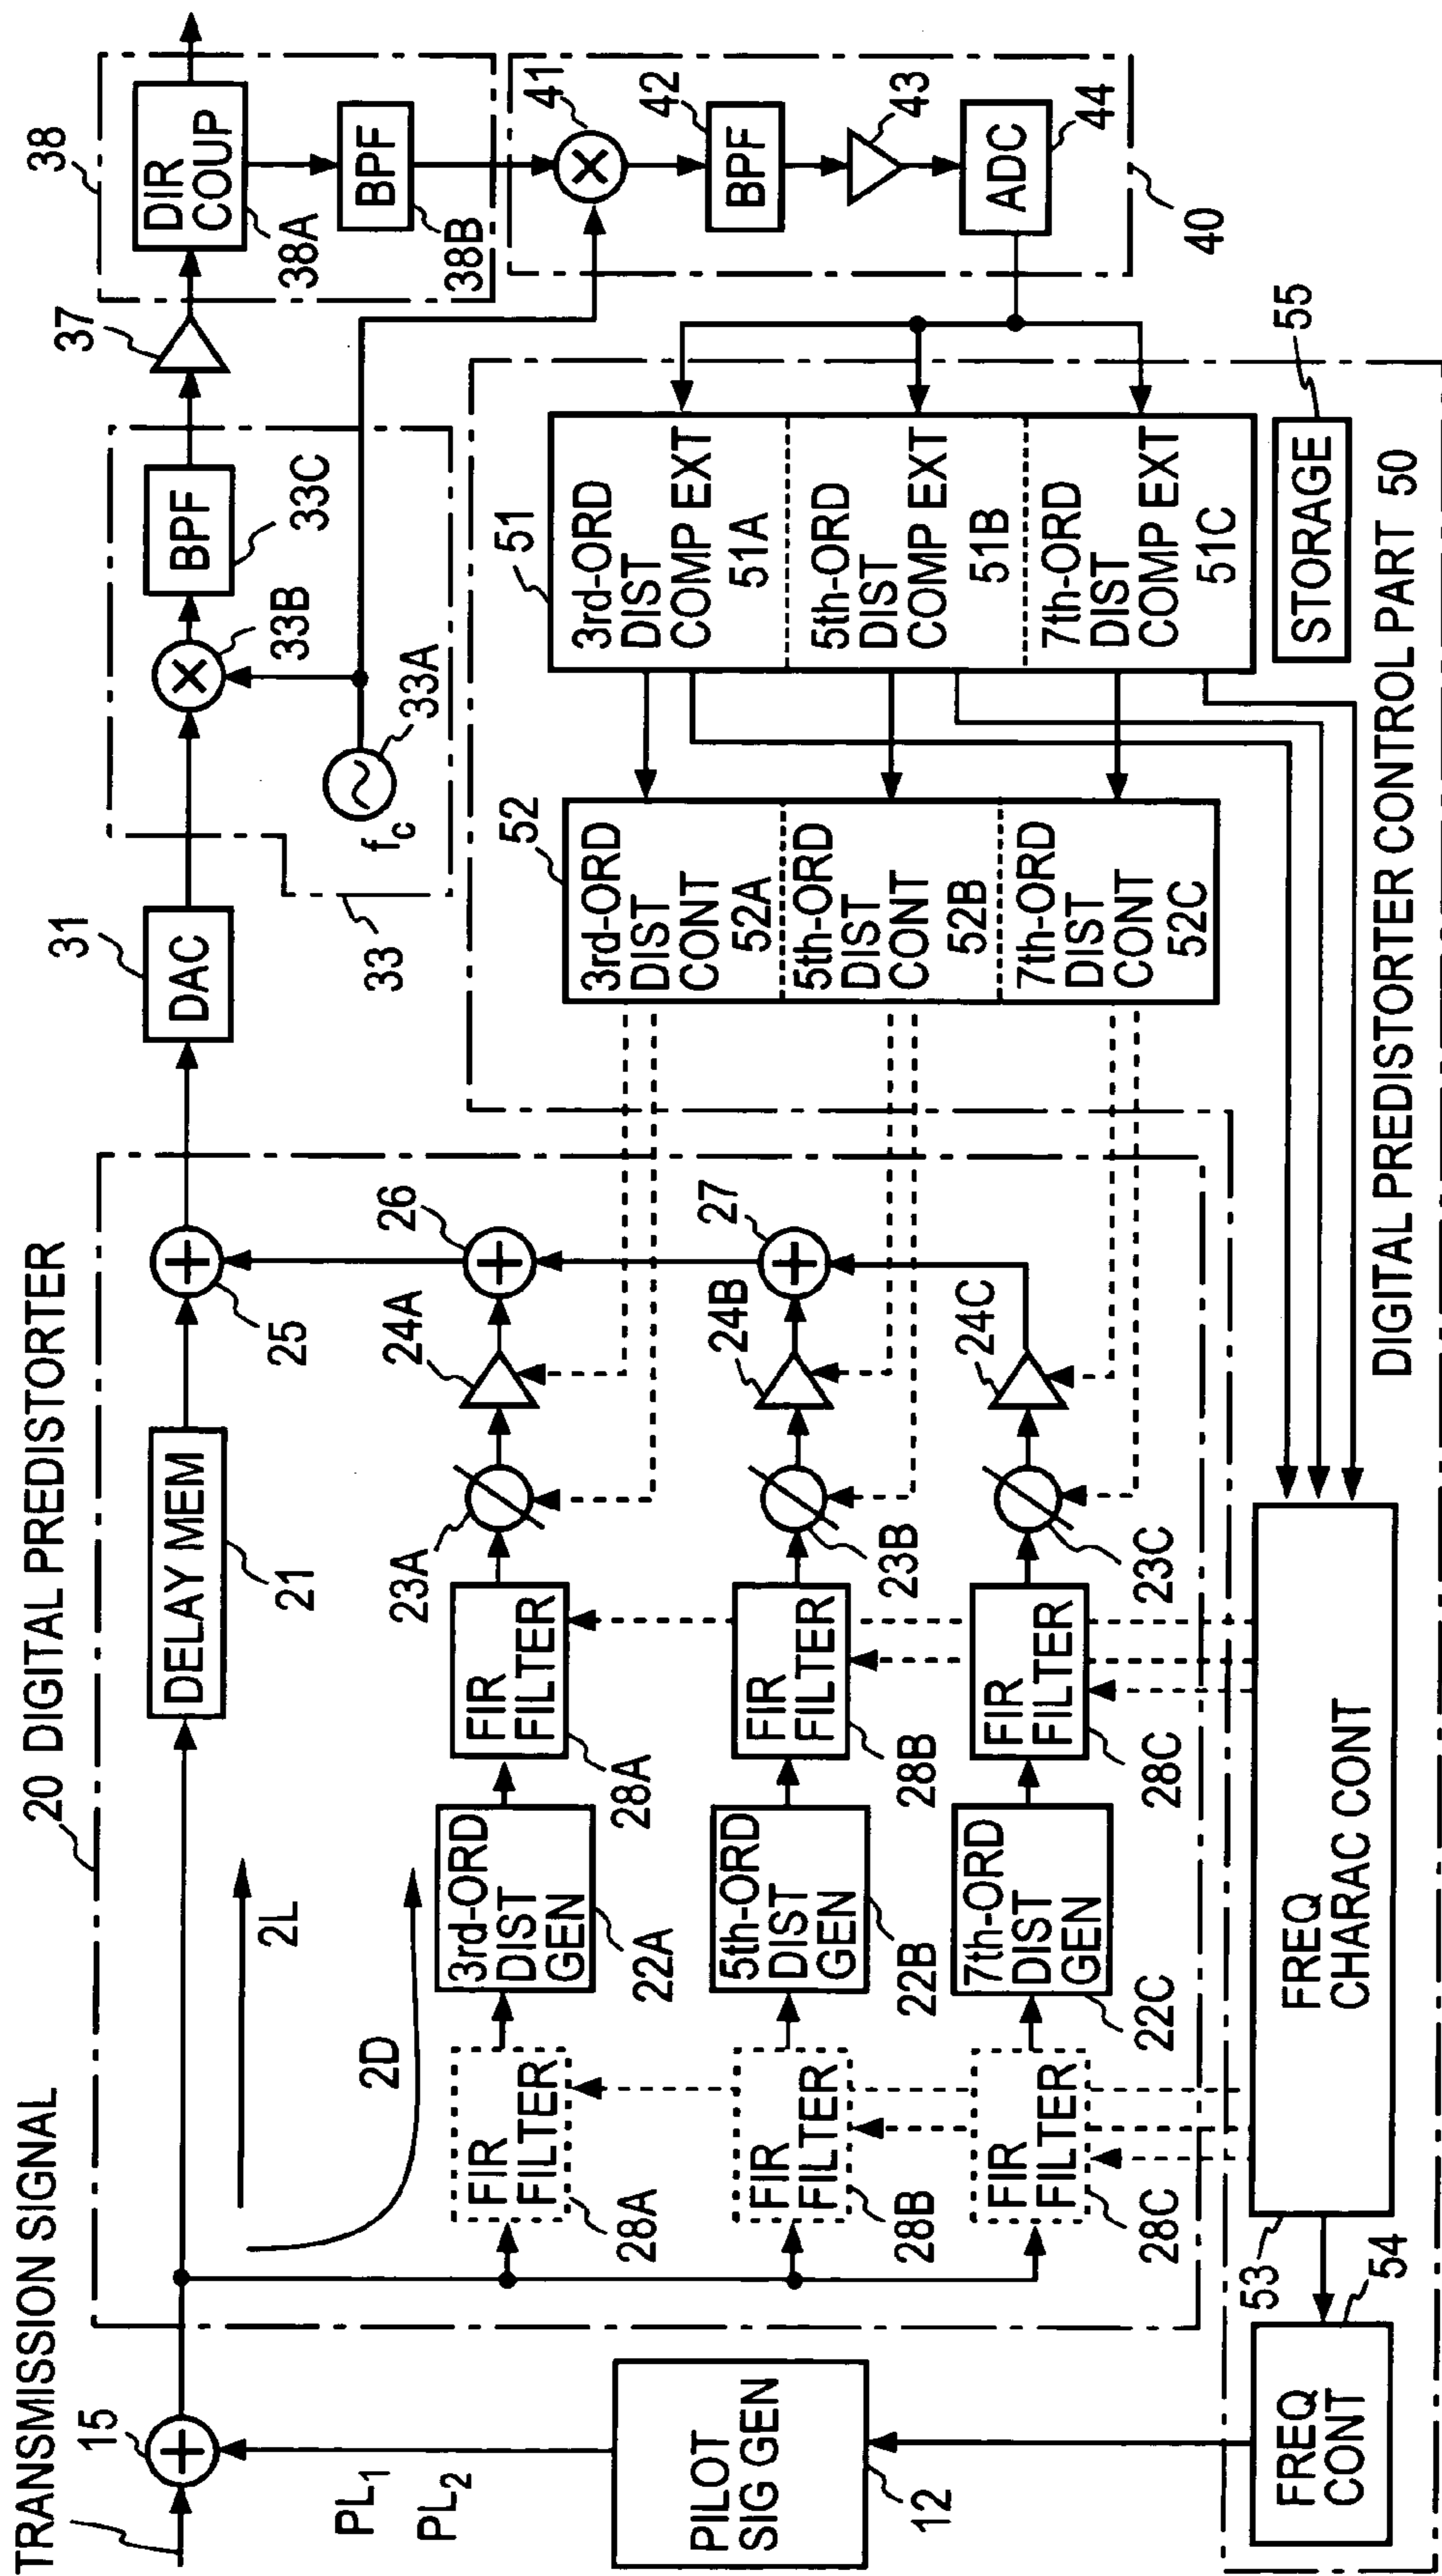 TRANSMISSION SIGNAL
15
PL1
PL2
PILOT
SIG GEN
12
FREQ
CONT
54
20 DIGITAL PREDISTORTER
2L
2D
DELAY MEM
21
25
FIR
FILTER
28A
3rd-ORD
DIST
GEN
22A
FIR
FILTER
28A
23A
24A
26
FIR
FILTER
28B
5th-ORD
DIST
GEN
22B
FIR
FILTER
28B
23B
24B
27
FIR
FILTER
28C
7th-ORD
DIST
GEN
22C
FIR
FILTER
28C
23C
24C
53
FREQ
CHARAC CONT
DAC
31
33
fc
33A
33B
BPF
33C
37
38
DIR
COUP
38A
BPF
38B
41
BPF
42
43
ADC
44
40
52
3rd-ORD
DIST
CONT
52A
5th-ORD
DIST
CONT
52B
7th-ORD
DIST
CONT
52C
51
3rd-ORD
DIST
COMP EXT
51A
5th-ORD
DIST
COMP EXT
51B
7th-ORD
DIST
COMP EXT
51C
STORAGE
55
DIGITAL PREDISTORTER CONTROL PART 50